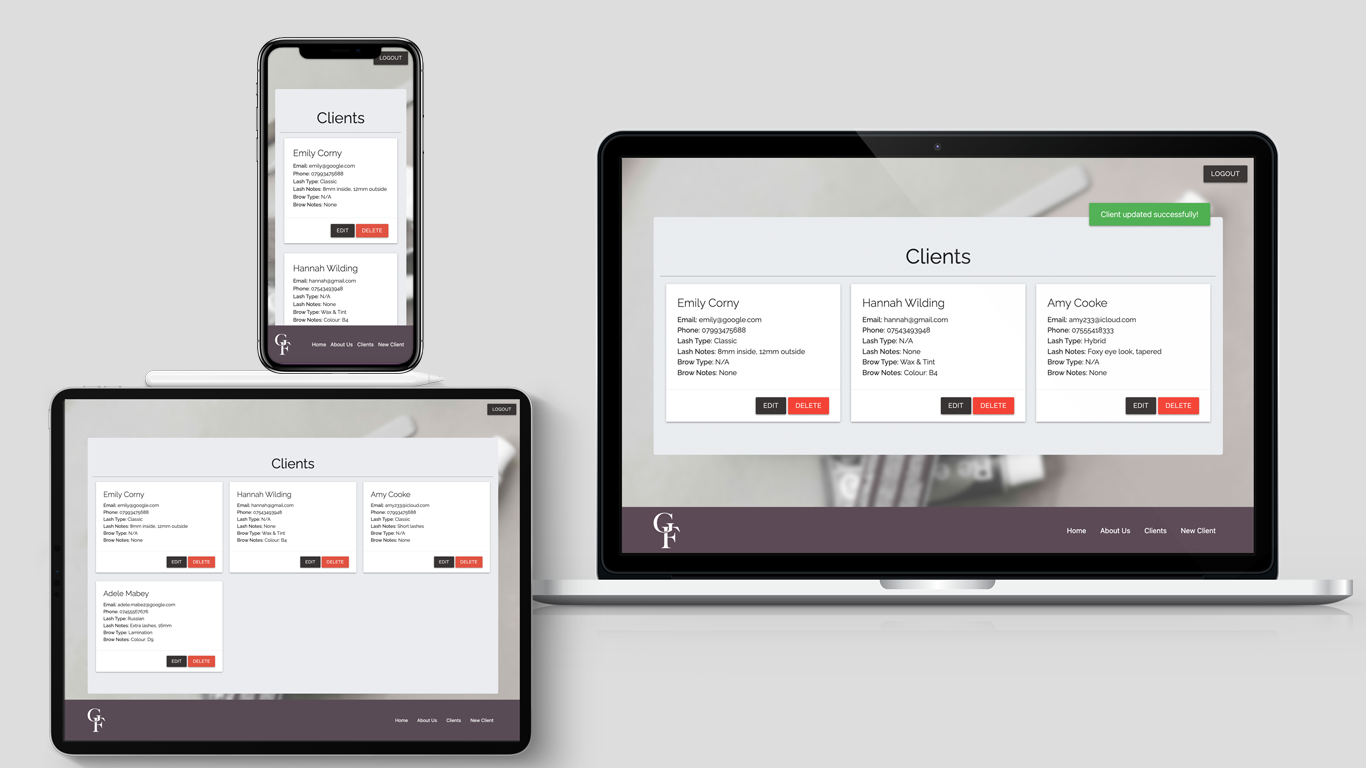 LOGOUT
Clients
Emily Corny
Email: emily@google.com
Phone: 07993475688
Lash Type: Classic
Lash Notes: 8mm inside, 12mm outside
Brow Type: N/A
Brow Notes: None
EDIT DELETE
Hannah Wilding
Email: hannah@gmail.com
Phone: 07543493948
Lash Type: N/A
Lash Notes: None
Brow Type: Wax & Tint
Brow Notes: Colour: B4
GF
Home About Us Clients New Client
LOGOUT
Client updated successfully!
Clients
Emily Corny
Email: emily@google.com
Phone: 07993475688
Lash Type: Classic
Lash Notes: 8mm inside, 12mm outside
Brow Type: N/A
Brow Notes: None
EDIT DELETE
Hannah Wilding
Email: hannah@gmail.com
Phone: 07543493948
Lash Type: N/A
Lash Notes: None
Brow Type: Wax & Tint
Brow Notes: Colour: B4
EDIT DELETE
Amy Cooke
Email: amy233@icloud.com
Phone: 07555418333
Lash Type: Hybrid
Lash Notes: Foxy eye look, tapered
Brow Type: N/A
Brow Notes: None
EDIT DELETE
GF
Home About Us Clients New Client
LOGOUT
Clients
Emily Corny
Email: emily@google.com
Phone: 07993475688
Lash Type: Classic
Lash Notes: 8mm inside, 12mm outside
Brow Type: N/A
Brow Notes: None
EDIT DELETE
Hannah Wilding
Email: hannah@gmail.com
Phone: 07543493948
Lash Type: N/A
Lash Notes: None
Brow Type: Wax & Tint
Brow Notes: Colour: B4
EDIT DELETE
Amy Cooke
Email: amy233@icloud.com
Phone: 07993475688
Lash Type: Classic
Lash Notes: Short lashes
Brow Type: N/A
Brow Notes: None
EDIT DELETE
Adele Mabey
Email: adele.mabe2@google.com
Phone: 07455567676
Lash Type: Russian
Lash Notes: Extra lashes, 16mm
Brow Type: Lamination
Brow Notes: Colour: D9
EDIT DELETE
GF
Home About Us Clients New Client